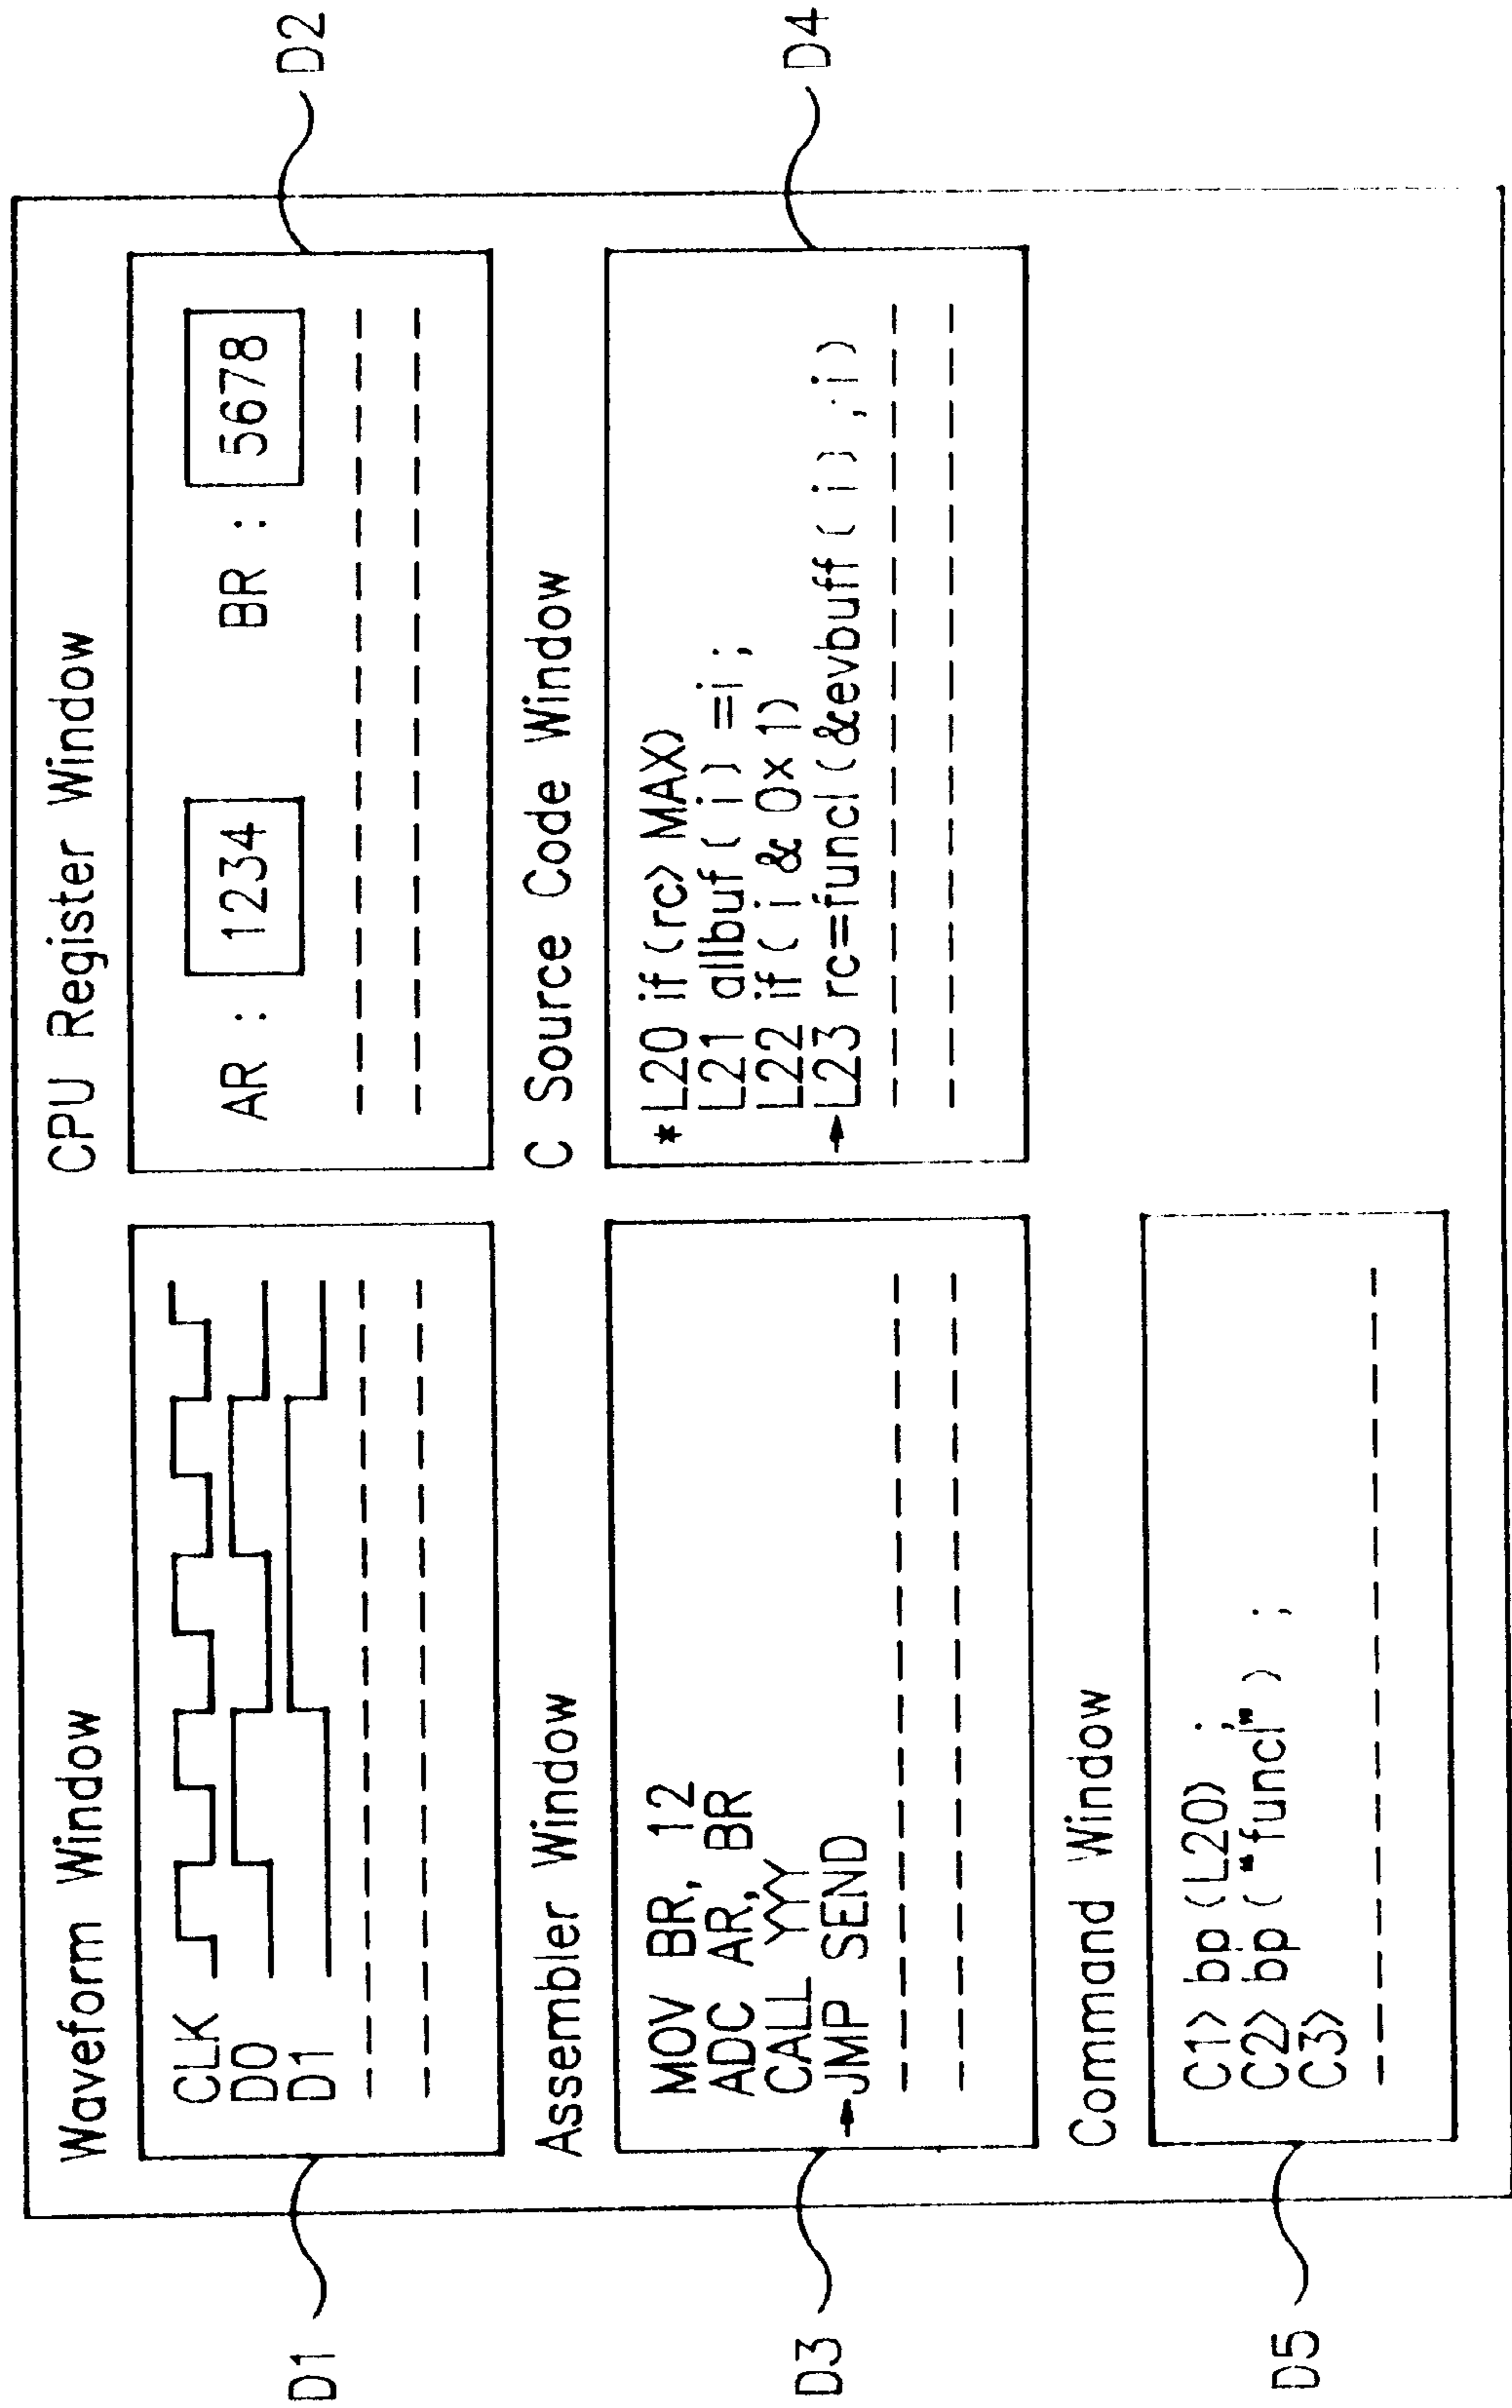 Waveform Window
CLK
D0
D1
D1
CPU Register Window
AR : 1234 BR : 5678
D2
Assembler Window
MOV BR, 12
ADC AR, BR
CALL YYY
JMP SEND
D3
C Source Code Window
*L20 if (rc> MAX)
L21 allbuf ( i ) =i ;
L22 if ( i & 0x 1)
L23 rc=funcl (&evbuff ( i ) ,i )
D4
Command Window
C1> bp (L20) ;
C2> bp ( "funcl" ) ;
C3>
D5